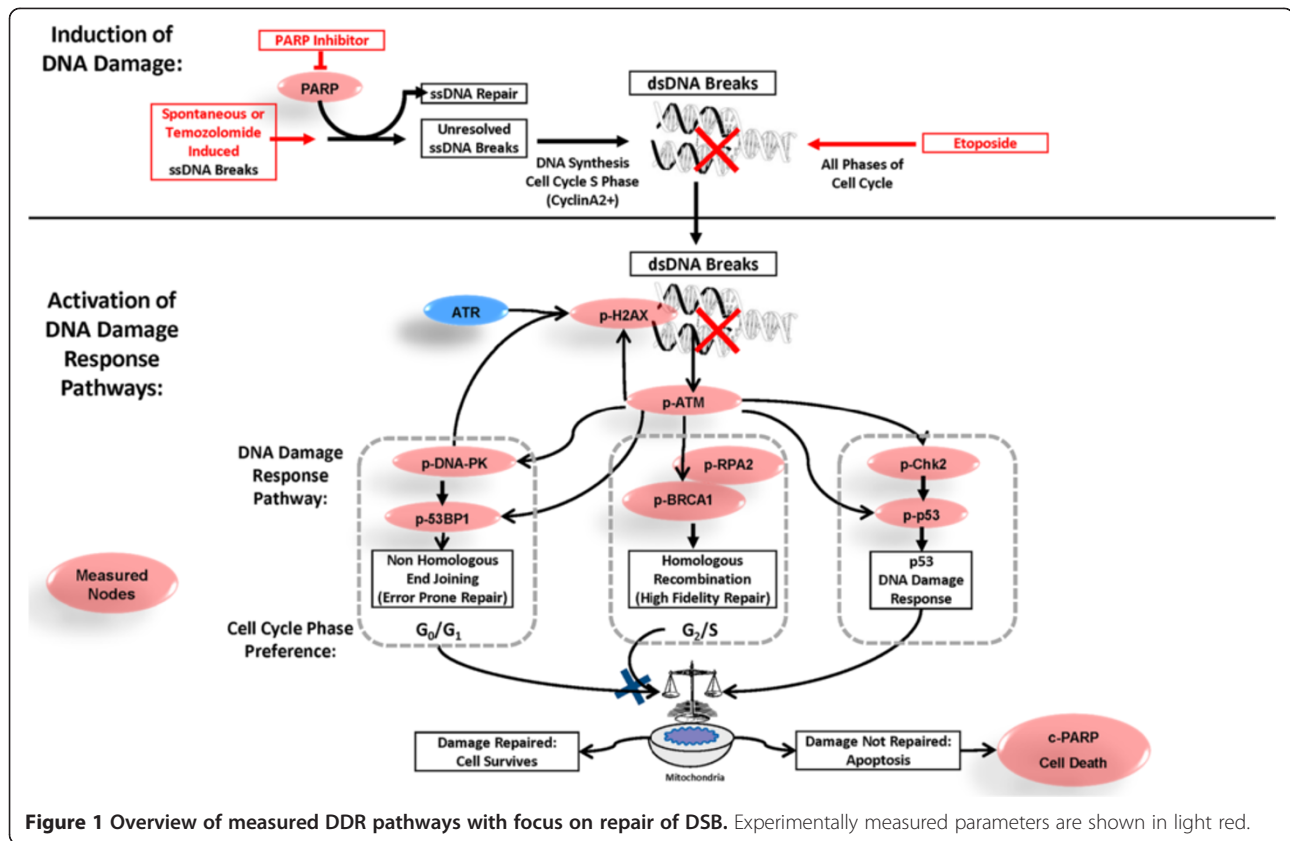 Induction of
DNA Damage:
PARP Inhibitor
PARP
Spontaneous or
Temozolomide
Induced
ssDNA Breaks
ssDNA Repair
Unresolved
ssDNA Breaks
DNA Synthesis
Cell Cycle S Phase
(CyclinA2+)
dsDNA Breaks
All Phases of
Cell Cycle
Etoposide
Activation of
DNA Damage
Response
Pathways:
dsDNA Breaks
ATR
p-H2AX
p-ATM
DNA Damage
Response
Pathway:
p-DNA-PK
p-53BP1
Non Homologous
End Joining
(Error Prone Repair)
p-RPA2
p-BRCA1
Homologous
Recombination
(High Fidelity Repair)
p-Chk2
p-p53
p53
DNA Damage
Response
Measured
Nodes
Cell Cycle Phase
Preference:
G0/G1
G2/S
Damage Repaired:
Cell Survives
Mitochondria
Damage Not Repaired:
Apoptosis
c-PARP
Cell Death
Figure 1 Overview of measured DDR pathways with focus on repair of DSB. Experimentally measured parameters are shown in light red.